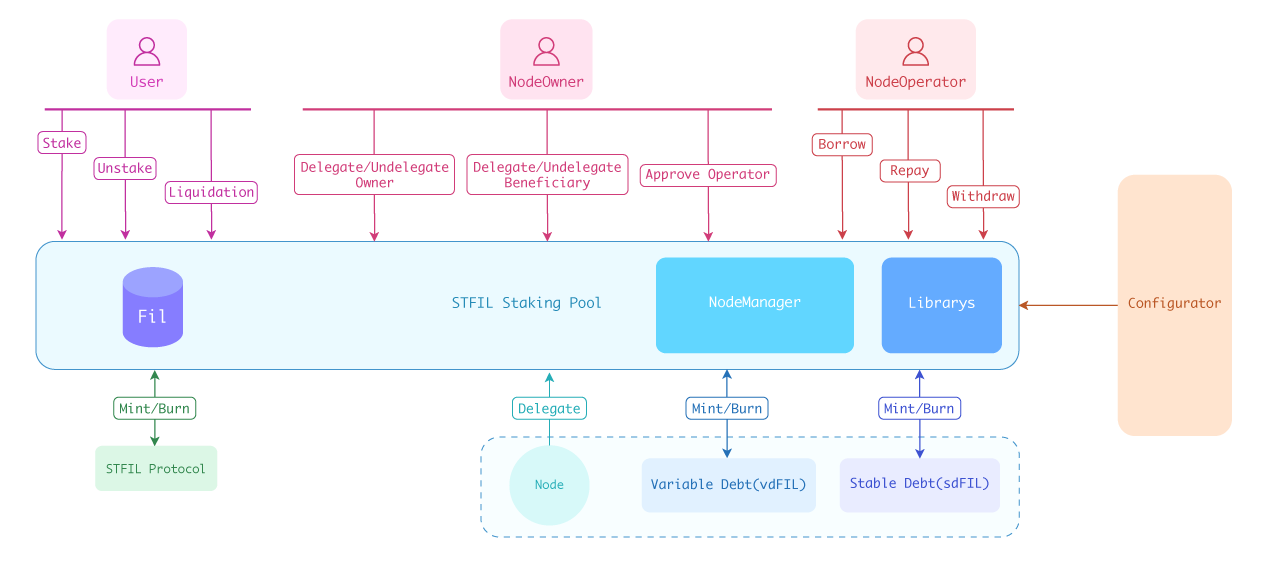 User
NodeOwner
NodeOperator
Stake
Unstake
Liquidation
Delegate/Undelegate
Owner
Delegate/Undelegate
Beneficiary
Approve Operator
Borrow
Repay
Withdraw
Fil
STFIL Staking Pool
NodeManager
Librarys
Configurator
Mint/Burn
Delegate
Mint/Burn
Mint/Burn
STFIL Protocol
Node
Variable Debt(vdFIL)
Stable Debt(sdFIL)